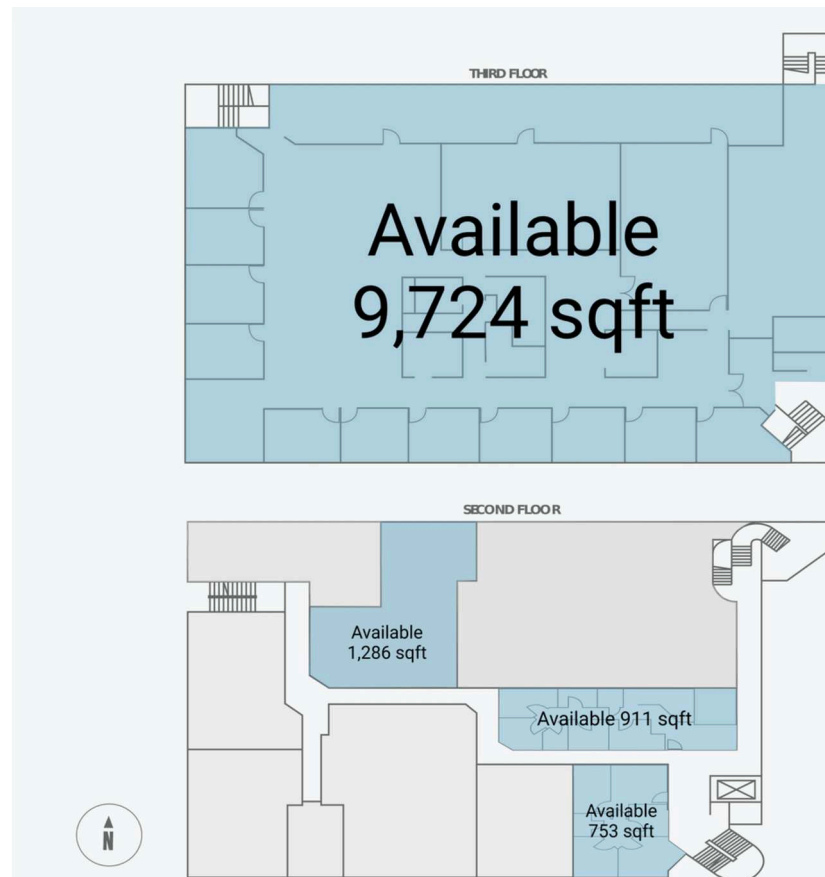 THIRD FLOOR
Available
9,724 sqft
SECOND FLOOR
Available
1,286 sqft
Available 911 sqft
Available
753 sqft
N